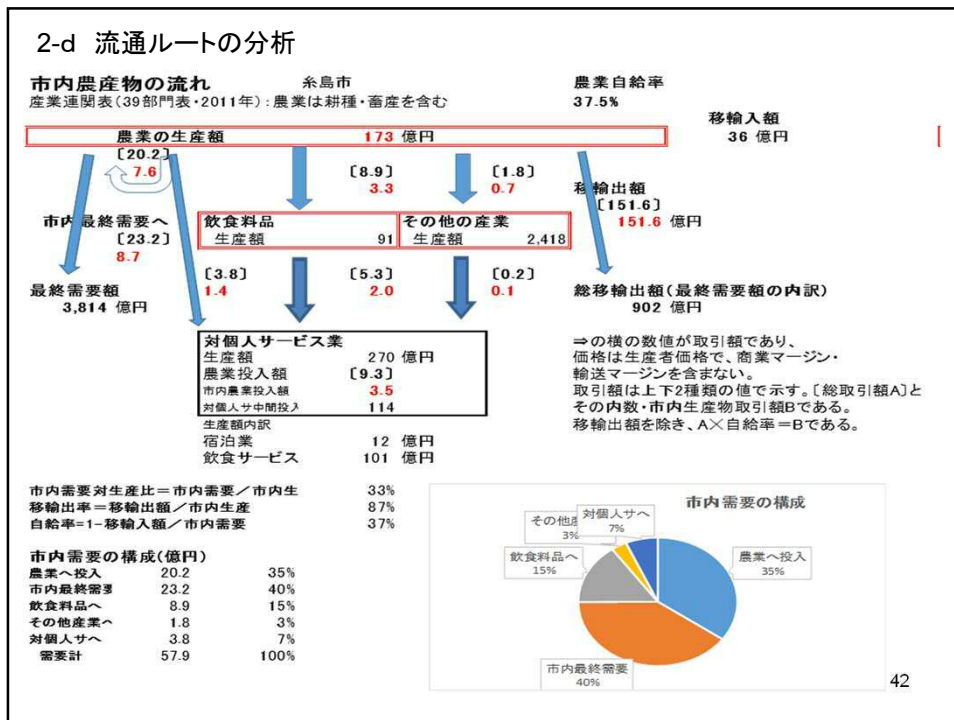 2-d 流通ルートの分析
市内農産物の流れ 糸島市 農業自給率
産業連関表(39部門表・2011年):農業は耕種・畜産を含む 37.5%
移輸入額
36 億円
農業の生産額 173 億円
〔20.2〕
7.6
〔8.9〕
3.3
〔1.8〕
0.7
移輸出額
〔151.6〕
151.6 億円
市内最終需要へ
〔23.2〕
8.7
飲食料品
生産額 91
その他の産業
生産額 2,418
〔3.8〕
1.4
〔5.3〕
2.0
〔0.2〕
0.1
最終需要額
3,814 億円
総移輸出額(最終需要額の内訳)
902 億円
対個人サービス業
生産額 270 億円
農業投入額 〔9.3〕
市内農業投入額 3.5
対個人サ中間投入 114
生産額内訳
宿泊業 12 億円
飲食サービス 101 億円
⇒の横の数値が取引額であり、
価格は生産者価格で、商業マージン・
輸送マージンを含まない。
取引額は上下2種類の値で示す。〔総取引額A〕と
その内数・市内生産物取引額Bである。
移輸出額を除き、A×自給率=Bである。
市内需要対生産比=市内需要/市内生 33%
移輸出率=移輸出額/市内生産 87%
自給率=1-移輸入額/市内需要 37%
市内需要の構成(億円)
農業へ投入 20.2 35%
市内最終需要 23.2 40%
飲食料品へ 8.9 15%
その他産業へ 1.8 3%
対個人サへ 3.8 7%
需要計 57.9 100%
市内需要の構成
対個人サへ
7%
その他産
3%
飲食料品へ
15%
農業へ投入
35%
市内最終需要
40%
42